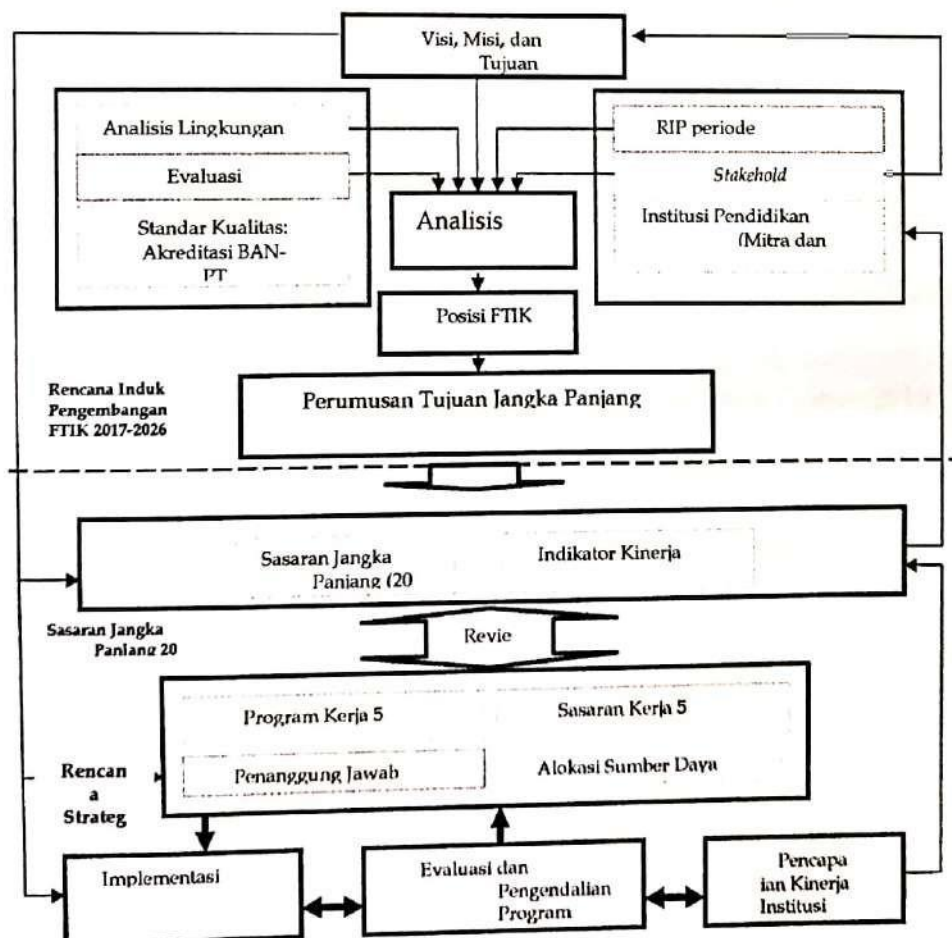 Visi, Misi, dan
Tujuan
Analisis Lingkungan
Evaluasi
Standar Kualitas:
Akreditasi BAN-
PT
RIP periode
Stakehold
Institusi Pendidikan
(Mitra dan
Analisis
Posisi FTIK
Rencana Induk
Pengembangan
FTIK 2017-2026
Perumusan Tujuan Jangka Panjang
Sasaran Jangka
Panjang (20
Indikator Kinerja
Sasaran Jangka
Panjang 20
Revie
Program Kerja 5
Sasaran Kerja 5
Penanggung Jawab
Alokasi Sumber Daya
Rencan
a
Strateg
Implementasi
Evaluasi dan
Pengendalian
Program
Pencapa
ian Kinerja
Institusi